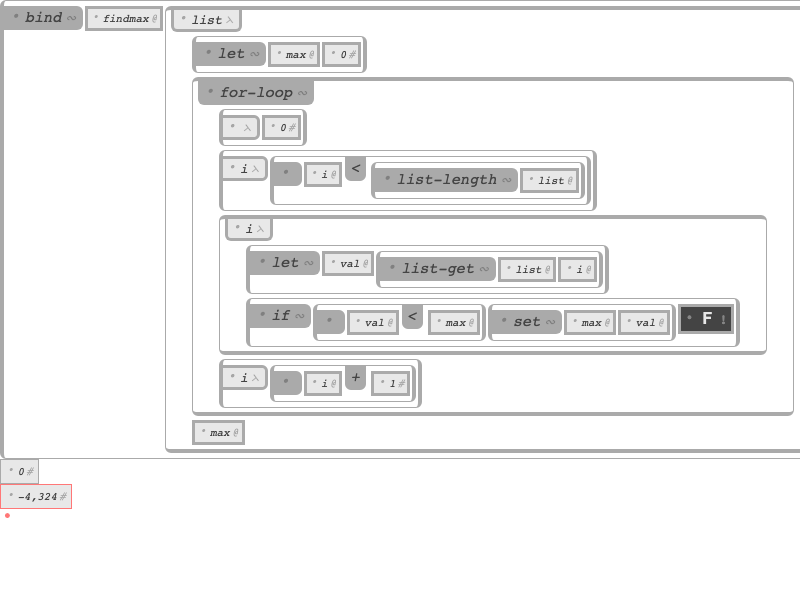 bind ~ findmax @ list λ
let ~ max @ 0 #
for-loop ~
λ 0 #
i λ i @ < list-length ~ list @
i λ
let ~ val @ list-get ~ list @ i @
if ~ val @ < max @ set ~ max @ val @ F !
i λ i @ + 1 #
max @
0 #
-4,324 #